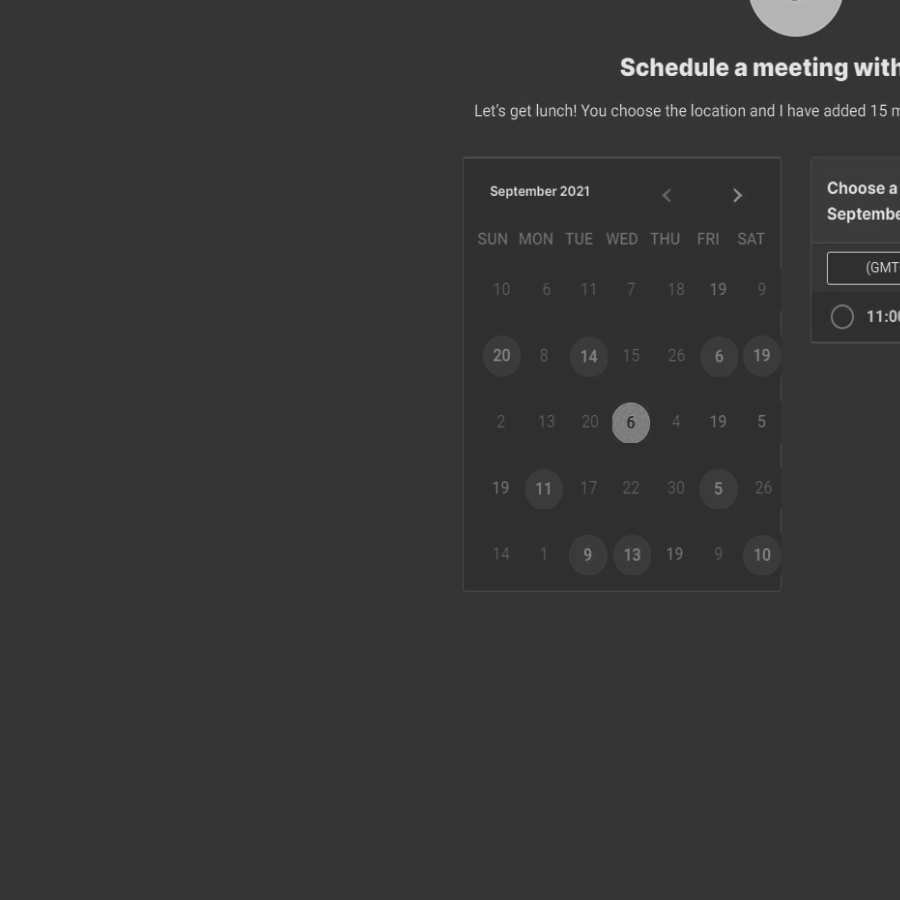 Schedule a meeting with
Let's get lunch! You choose the location and I have added 15 m
September 2021
SUN MON TUE WED THU FRI SAT
10 6 11 7 18 19 9
20 8 14 15 26 6 19
2 13 20 6 4 19 5
19 11 17 22 30 5 26
14 1 9 13 19 9 10
Choose a
Septembe
(GMT
11:00